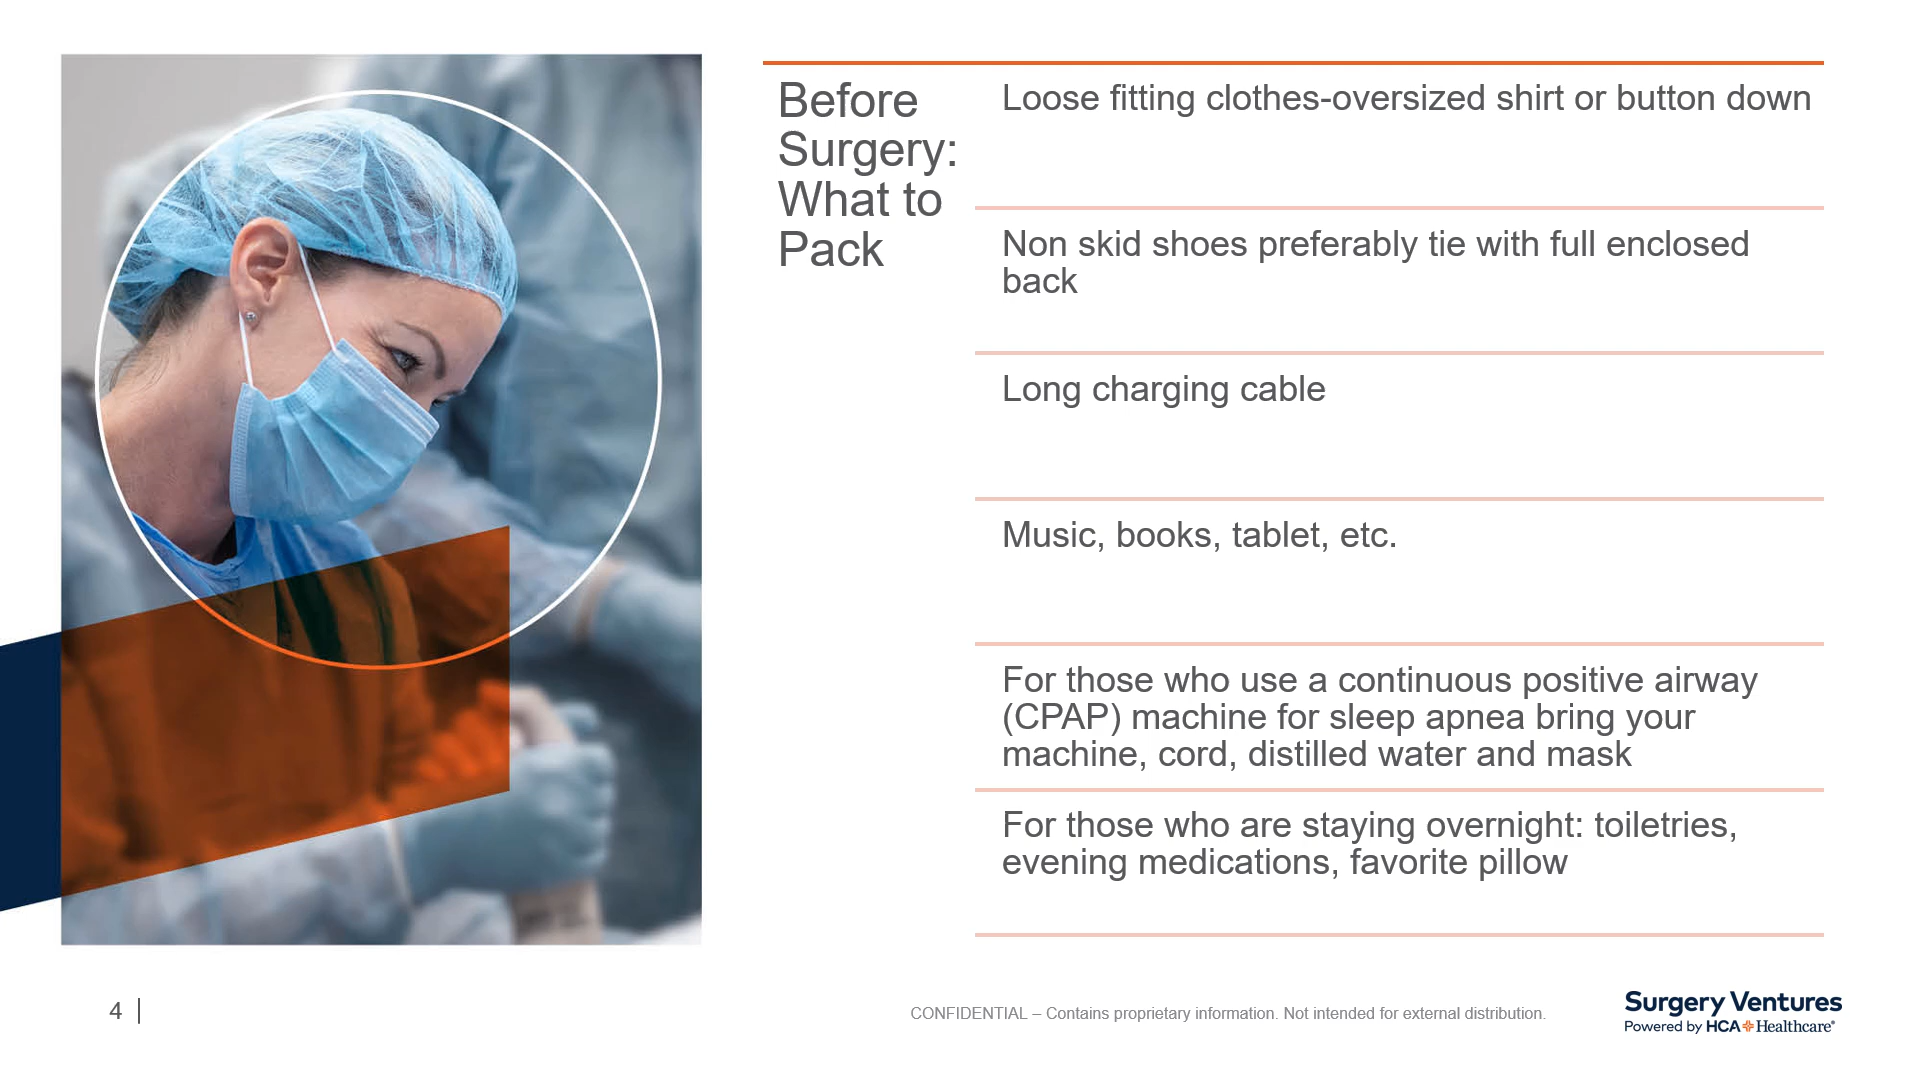 Before
Surgery:
What to
Pack
Loose fitting clothes-oversized shirt or button down
Non skid shoes preferably tie with full enclosed
back
Long charging cable
Music, books, tablet, etc.
For those who use a continuous positive airway
(CPAP) machine for sleep apnea bring your
machine, cord, distilled water and mask
For those who are staying overnight: toiletries,
evening medications, favorite pillow
4
CONFIDENTIAL – Contains proprietary information. Not intended for external distribution.
Surgery Ventures
Powered by HCA Healthcare®